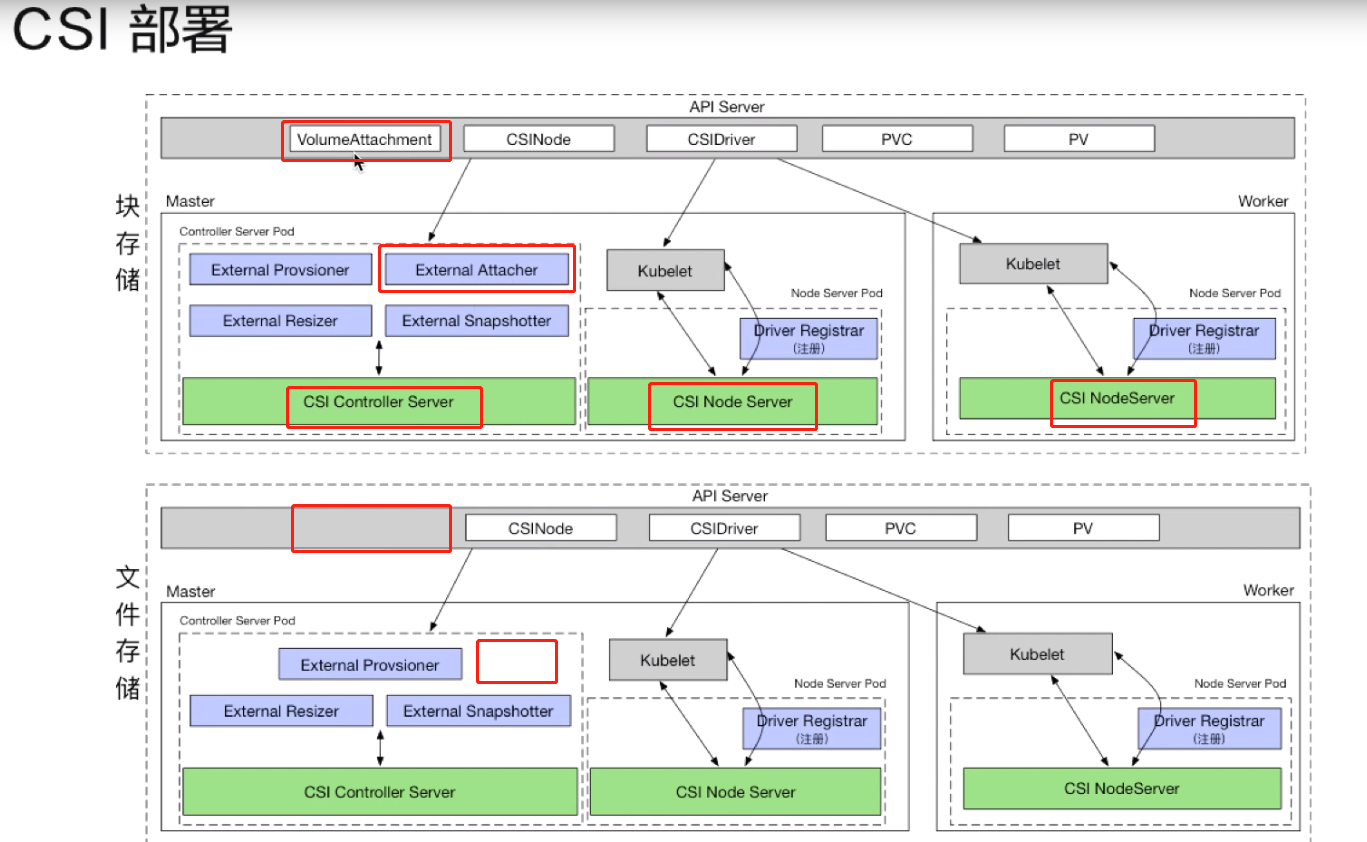 CSI 部署
块存储
API Server
VolumeAttachment
CSINode
CSIDriver
PVC
PV
Master
Worker
Controller Server Pod
External Provsioner
External Attacher
External Resizer
External Snapshotter
CSI Controller Server
Kubelet
Node Server Pod
Driver Registrar
(注册)
CSI Node Server
Kubelet
Node Server Pod
Driver Registrar
(注册)
CSI NodeServer
文件存储
API Server
CSINode
CSIDriver
PVC
PV
Master
Worker
Controller Server Pod
External Provsioner
External Resizer
External Snapshotter
CSI Controller Server
Kubelet
Node Server Pod
Driver Registrar
(注册)
CSI Node Server
Kubelet
Node Server Pod
Driver Registrar
(注册)
CSI NodeServer